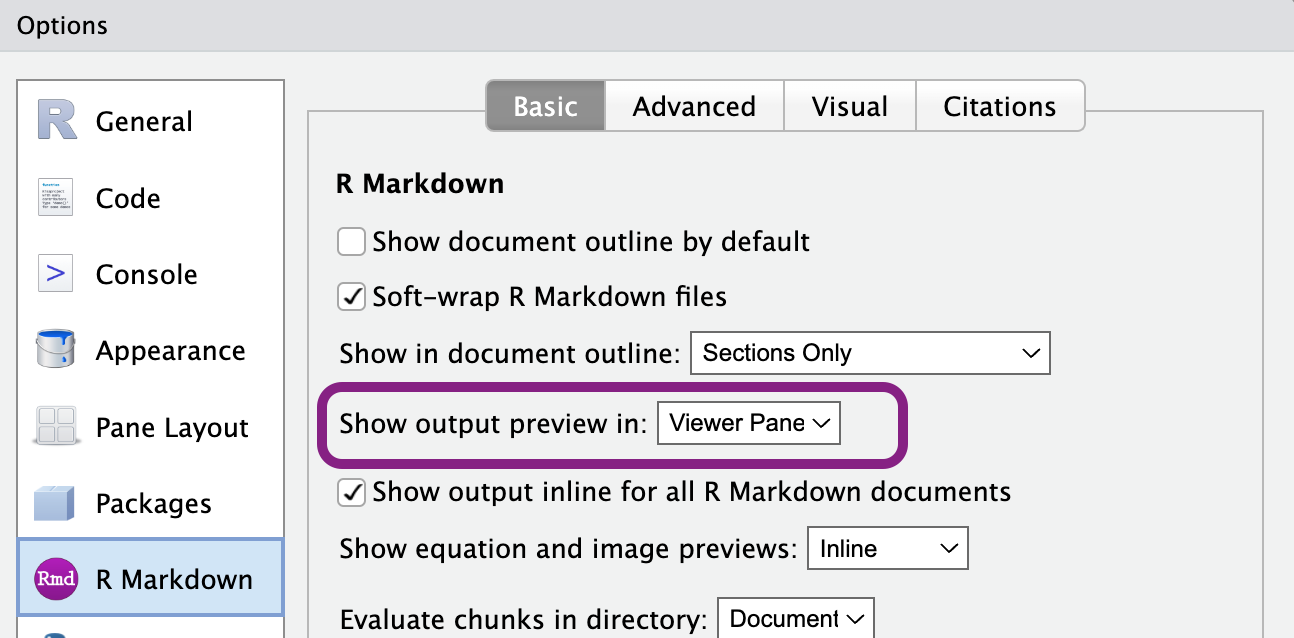 Options
General
Code
Console
Appearance
Pane Layout
Packages
Rmd R Markdown
Basic Advanced Visual Citations
R Markdown
Show document outline by default
Soft-wrap R Markdown files
Show in document outline: Sections Only
Show output preview in: Viewer Pane
Show output inline for all R Markdown documents
Show equation and image previews: Inline
Evaluate chunks in directory: Document